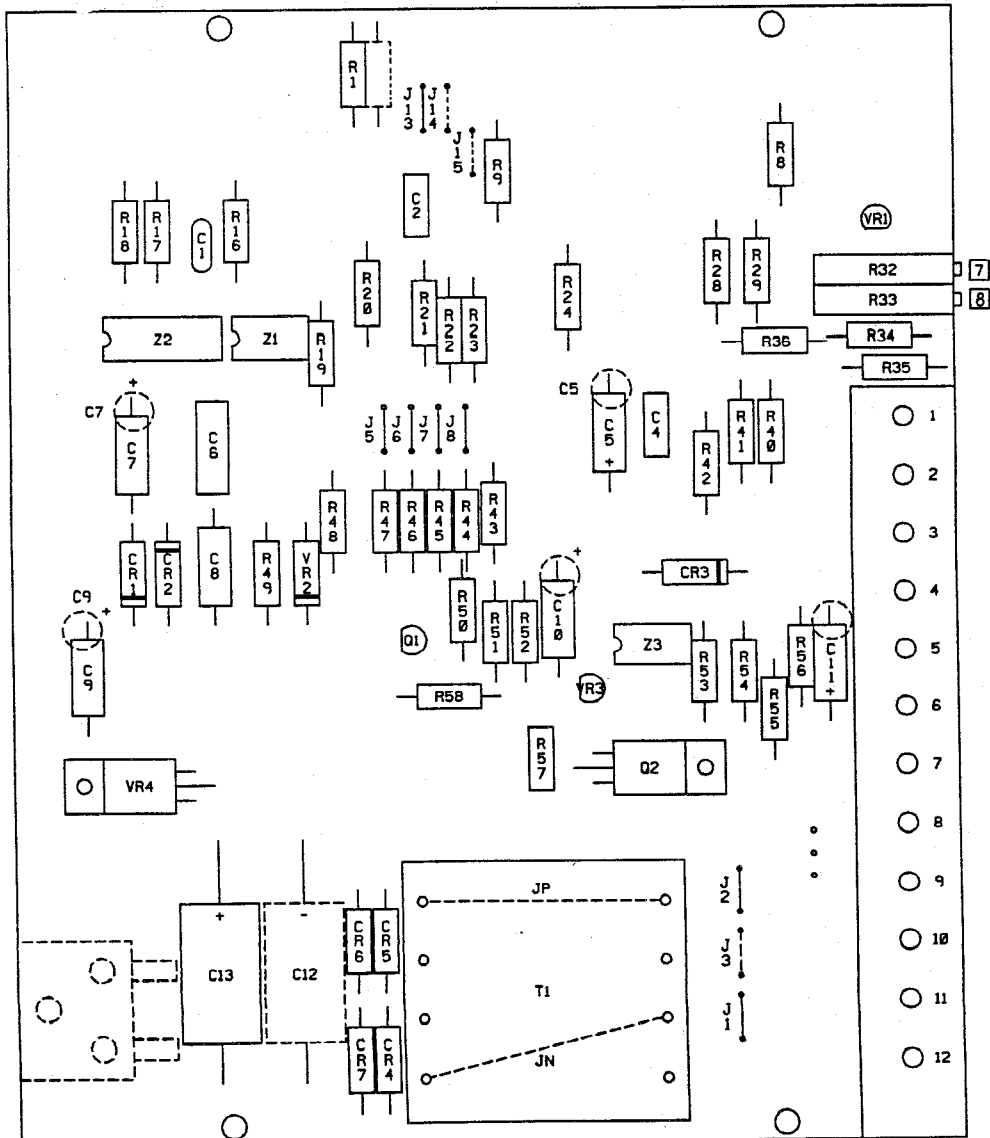 R1
J13
J14
J15
R9
R8
C2
R18
R17
C1
R16
VR1
R20
R21
R22
R23
R24
R28
R29
R32
7
R33
8
Z2
Z1
R19
R36
R34
R35
+
C7
C7
C6
J5
J6
J7
J8
C5
C5
+
C4
R42
R41
R40
1
2
R48
R47
R46
R45
R44
R43
3
CR1
CR2
C8
R49
VR2
CR3
4
C9
+
C9
Q1
R50
R51
R52
+
C10
Z3
R53
R54
R55
R56
C11
+
5
R58
VR3
6
VR4
R57
Q2
7
8
JP
J2
9
+
C13
-
C12
CR6
CR5
T1
J3
10
J1
11
CR7
CR4
JN
12